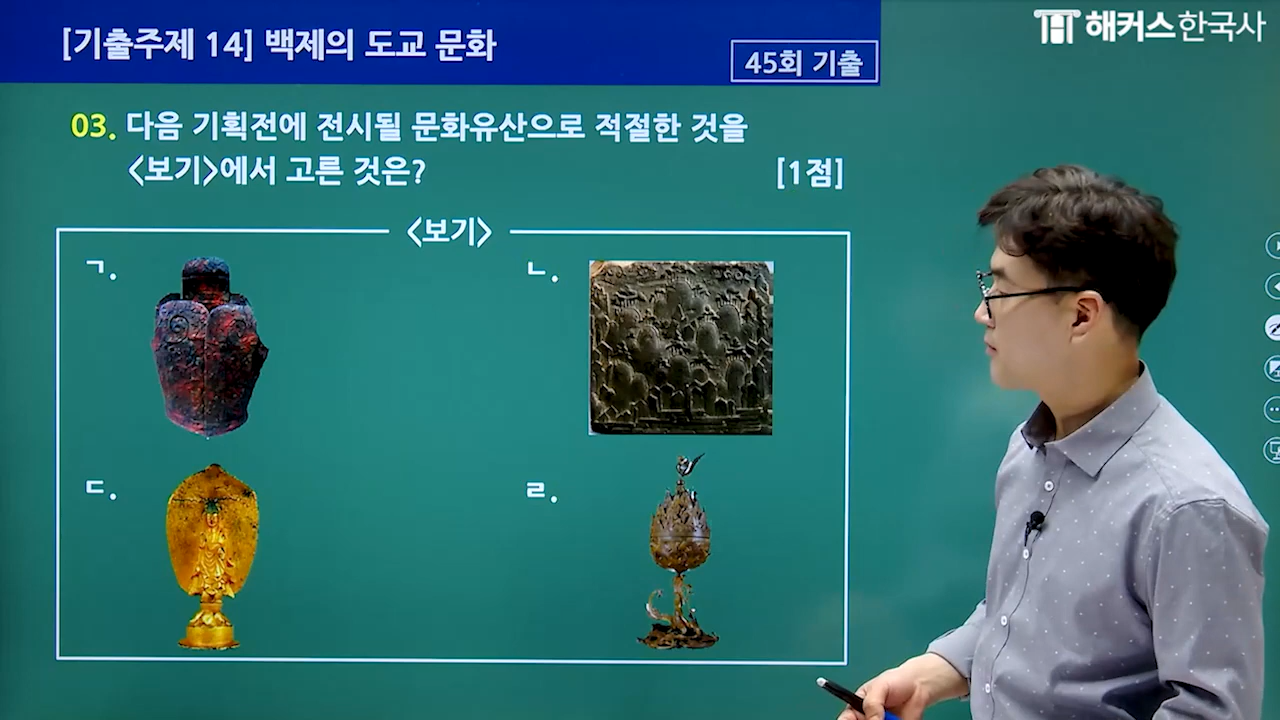 해커스한국사
[기출주제 14] 백제의 도교 문화
45회 기출
03. 다음 기획전에 전시될 문화유산으로 적절한 것을
<보기>에서 고른 것은?
[1점]
<보기>
ㄱ.
ㄴ.
ㄷ.
ㄹ.